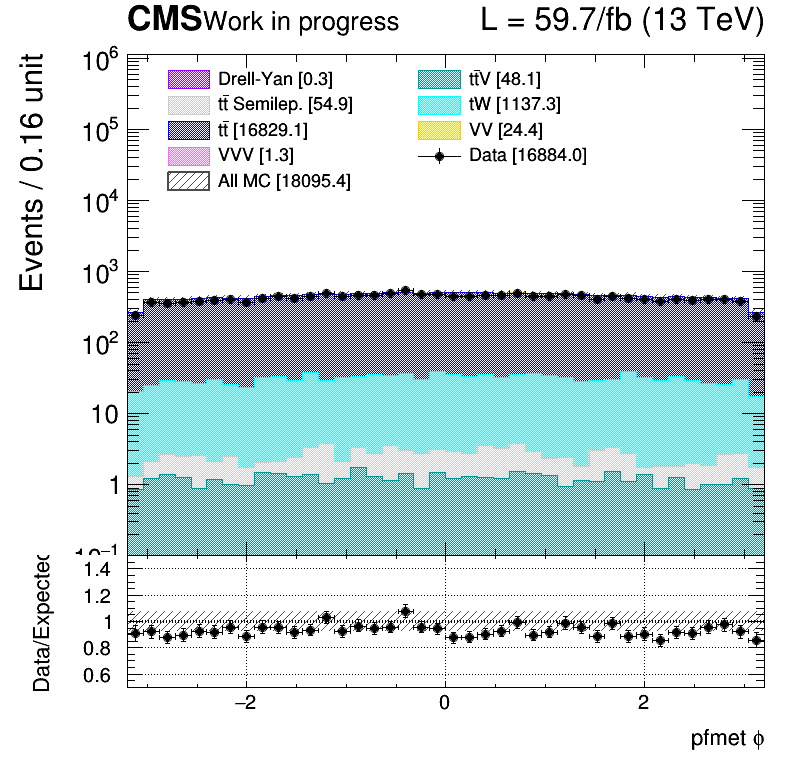 CMS Work in progress L = 59.7/fb (13 TeV)
Events / 0.16 unit
Drell-Yan [0.3]
tt̄ Semilep. [54.9]
tt̄ [16829.1]
VVV [1.3]
All MC [18095.4]
tt̄V [48.1]
tW [1137.3]
VV [24.4]
Data [16884.0]
10⁶
10⁵
10⁴
10³
10²
10
1
10⁻¹
Data/Expected
1.4
1.2
1
0.8
0.6
−2 0 2
pfmet ϕ